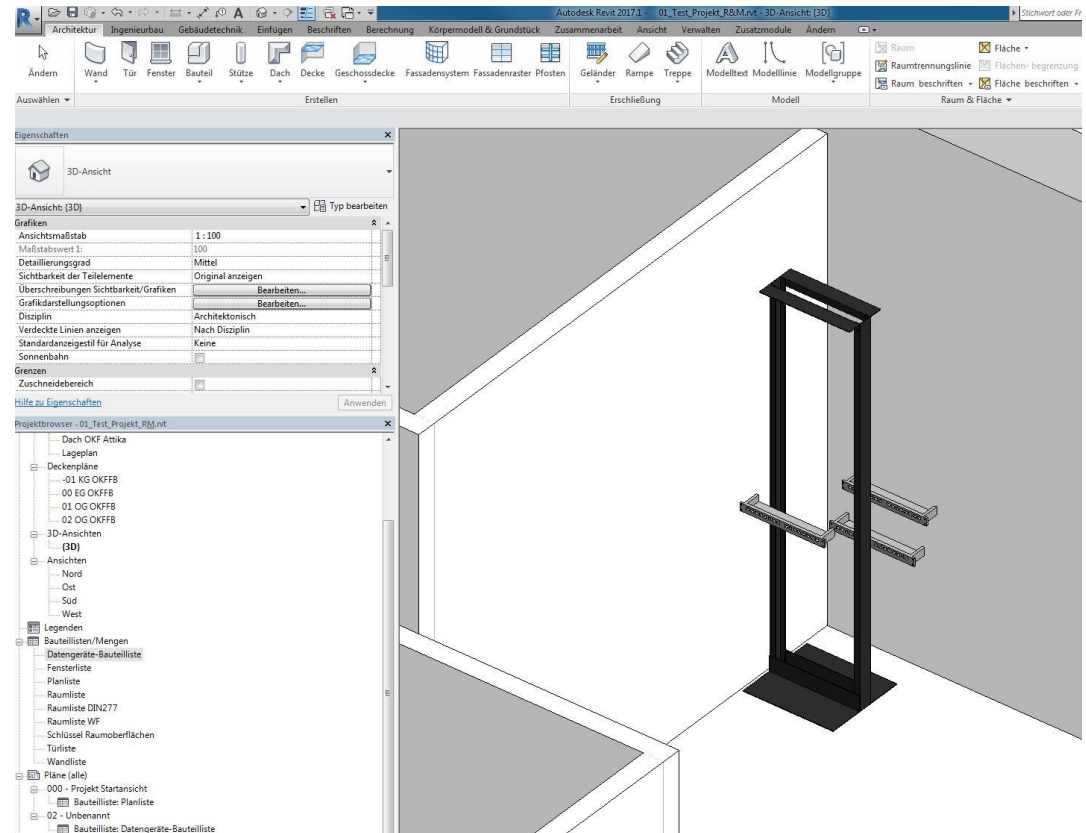 Autodesk Revit 2017.1 - 01_Test_Projekt_R&M.rvt - 3D-Ansicht: {3D}
Stichwort oder Fr
Architektur Ingenieurbau Gebäudetechnik Einfügen Beschriften Berechnung Körpermodell & Grundstück Zusammenarbeit Ansicht Verwalten Zusatzmodule Ändern
Ändern Wand Tür Fenster Bauteil Stütze Dach Decke Geschossdecke Fassadensystem Fassadenraster Pfosten Geländer Rampe Treppe Modelltext Modelllinie Modellgruppe
Raum Fläche
Raumtrennungslinie Flächen- begrenzung
Raum beschriften Fläche beschriften
Auswählen Erstellen Erschließung Modell Raum & Fläche
Eigenschaften
3D-Ansicht
3D-Ansicht: {3D} Typ bearbeiten
Grafiken
Ansichtsmaßstab 1 : 100
Maßstabswert 1: 100
Detaillierungsgrad Mittel
Sichtbarkeit der Teilelemente Original anzeigen
Überschreibungen Sichtbarkeit/Grafiken Bearbeiten...
Grafikdarstellungsoptionen Bearbeiten...
Disziplin Architektonisch
Verdeckte Linien anzeigen Nach Disziplin
Standardanzeigestil für Analyse Keine
Sonnenbahn
Grenzen
Zuschneidebereich
Hilfe zu Eigenschaften Anwenden
Projektbrowser - 01_Test_Projekt_RM.rvt
Dach OKF Attika
Lageplan
Deckenpläne
-01 KG OKFFB
00 EG OKFFB
01 OG OKFFB
02 OG OKFFB
3D-Ansichten
{3D}
Ansichten
Nord
Ost
Süd
West
Legenden
Bauteillisten/Mengen
Datengeräte-Bauteilliste
Fensterliste
Planliste
Raumliste
Raumliste DIN277
Raumliste WF
Schlüssel Raumoberflächen
Türliste
Wandliste
Pläne (alle)
000 - Projekt Startansicht
Bauteilliste: Planliste
02 - Unbenannt
Bauteilliste: Datengeräte-Bauteilliste